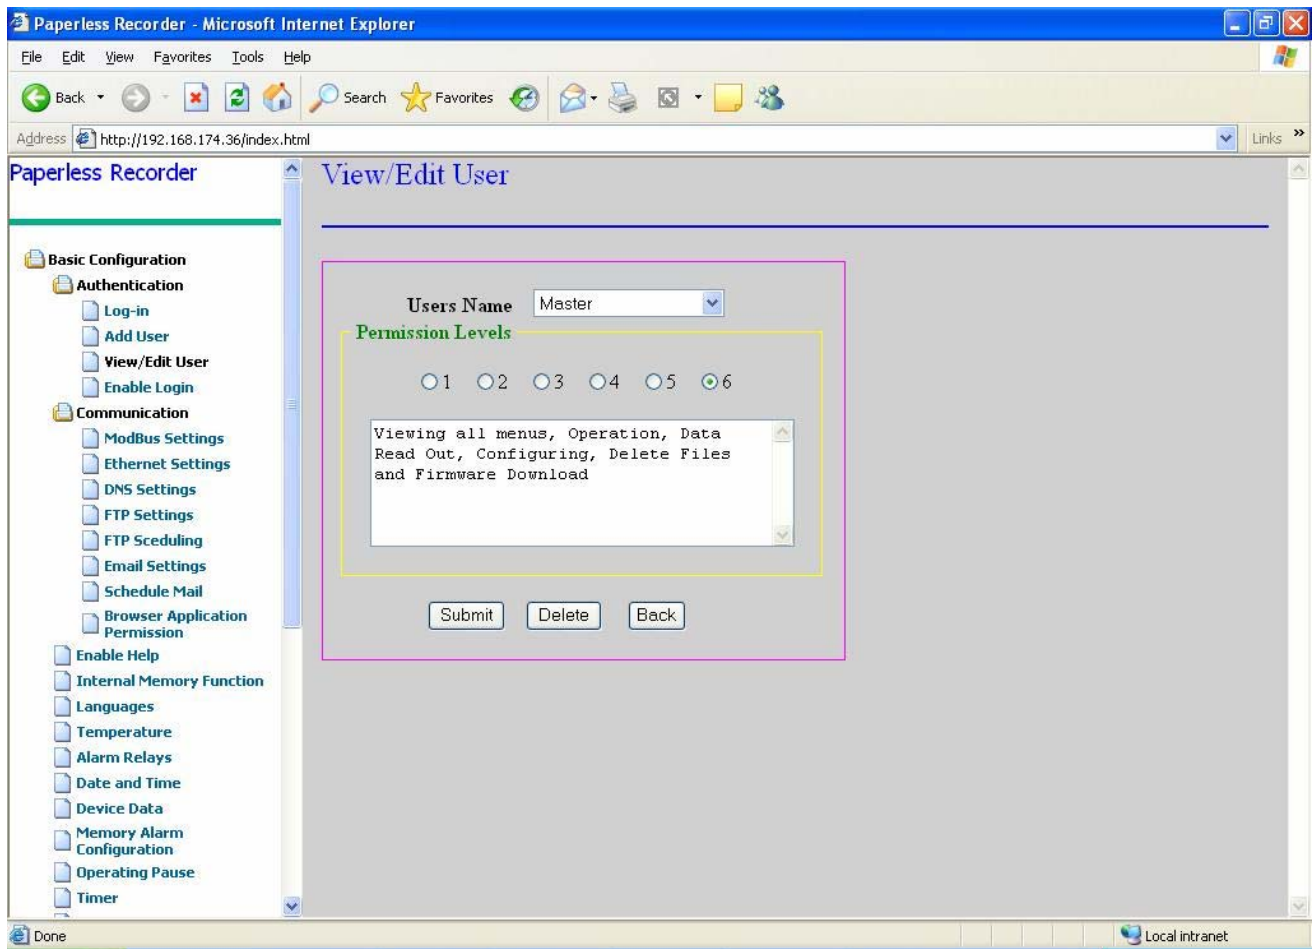 Paperless Recorder - Microsoft Internet Explorer
File Edit View Favorites Tools Help
Back Search Favorites
Address http://192.168.174.36/index.html Links »
Paperless Recorder
Basic Configuration
Authentication
Log-in
Add User
View/Edit User
Enable Login
Communication
ModBus Settings
Ethernet Settings
DNS Settings
FTP Settings
FTP Sceduling
Email Settings
Schedule Mail
Browser Application
Permission
Enable Help
Internal Memory Function
Languages
Temperature
Alarm Relays
Date and Time
Device Data
Memory Alarm
Configuration
Operating Pause
Timer
View/Edit User
Users Name Master
Permission Levels
1 2 3 4 5 6
Viewing all menus, Operation, Data
Read Out, Configuring, Delete Files
and Firmware Download
Submit Delete Back
Done Local intranet